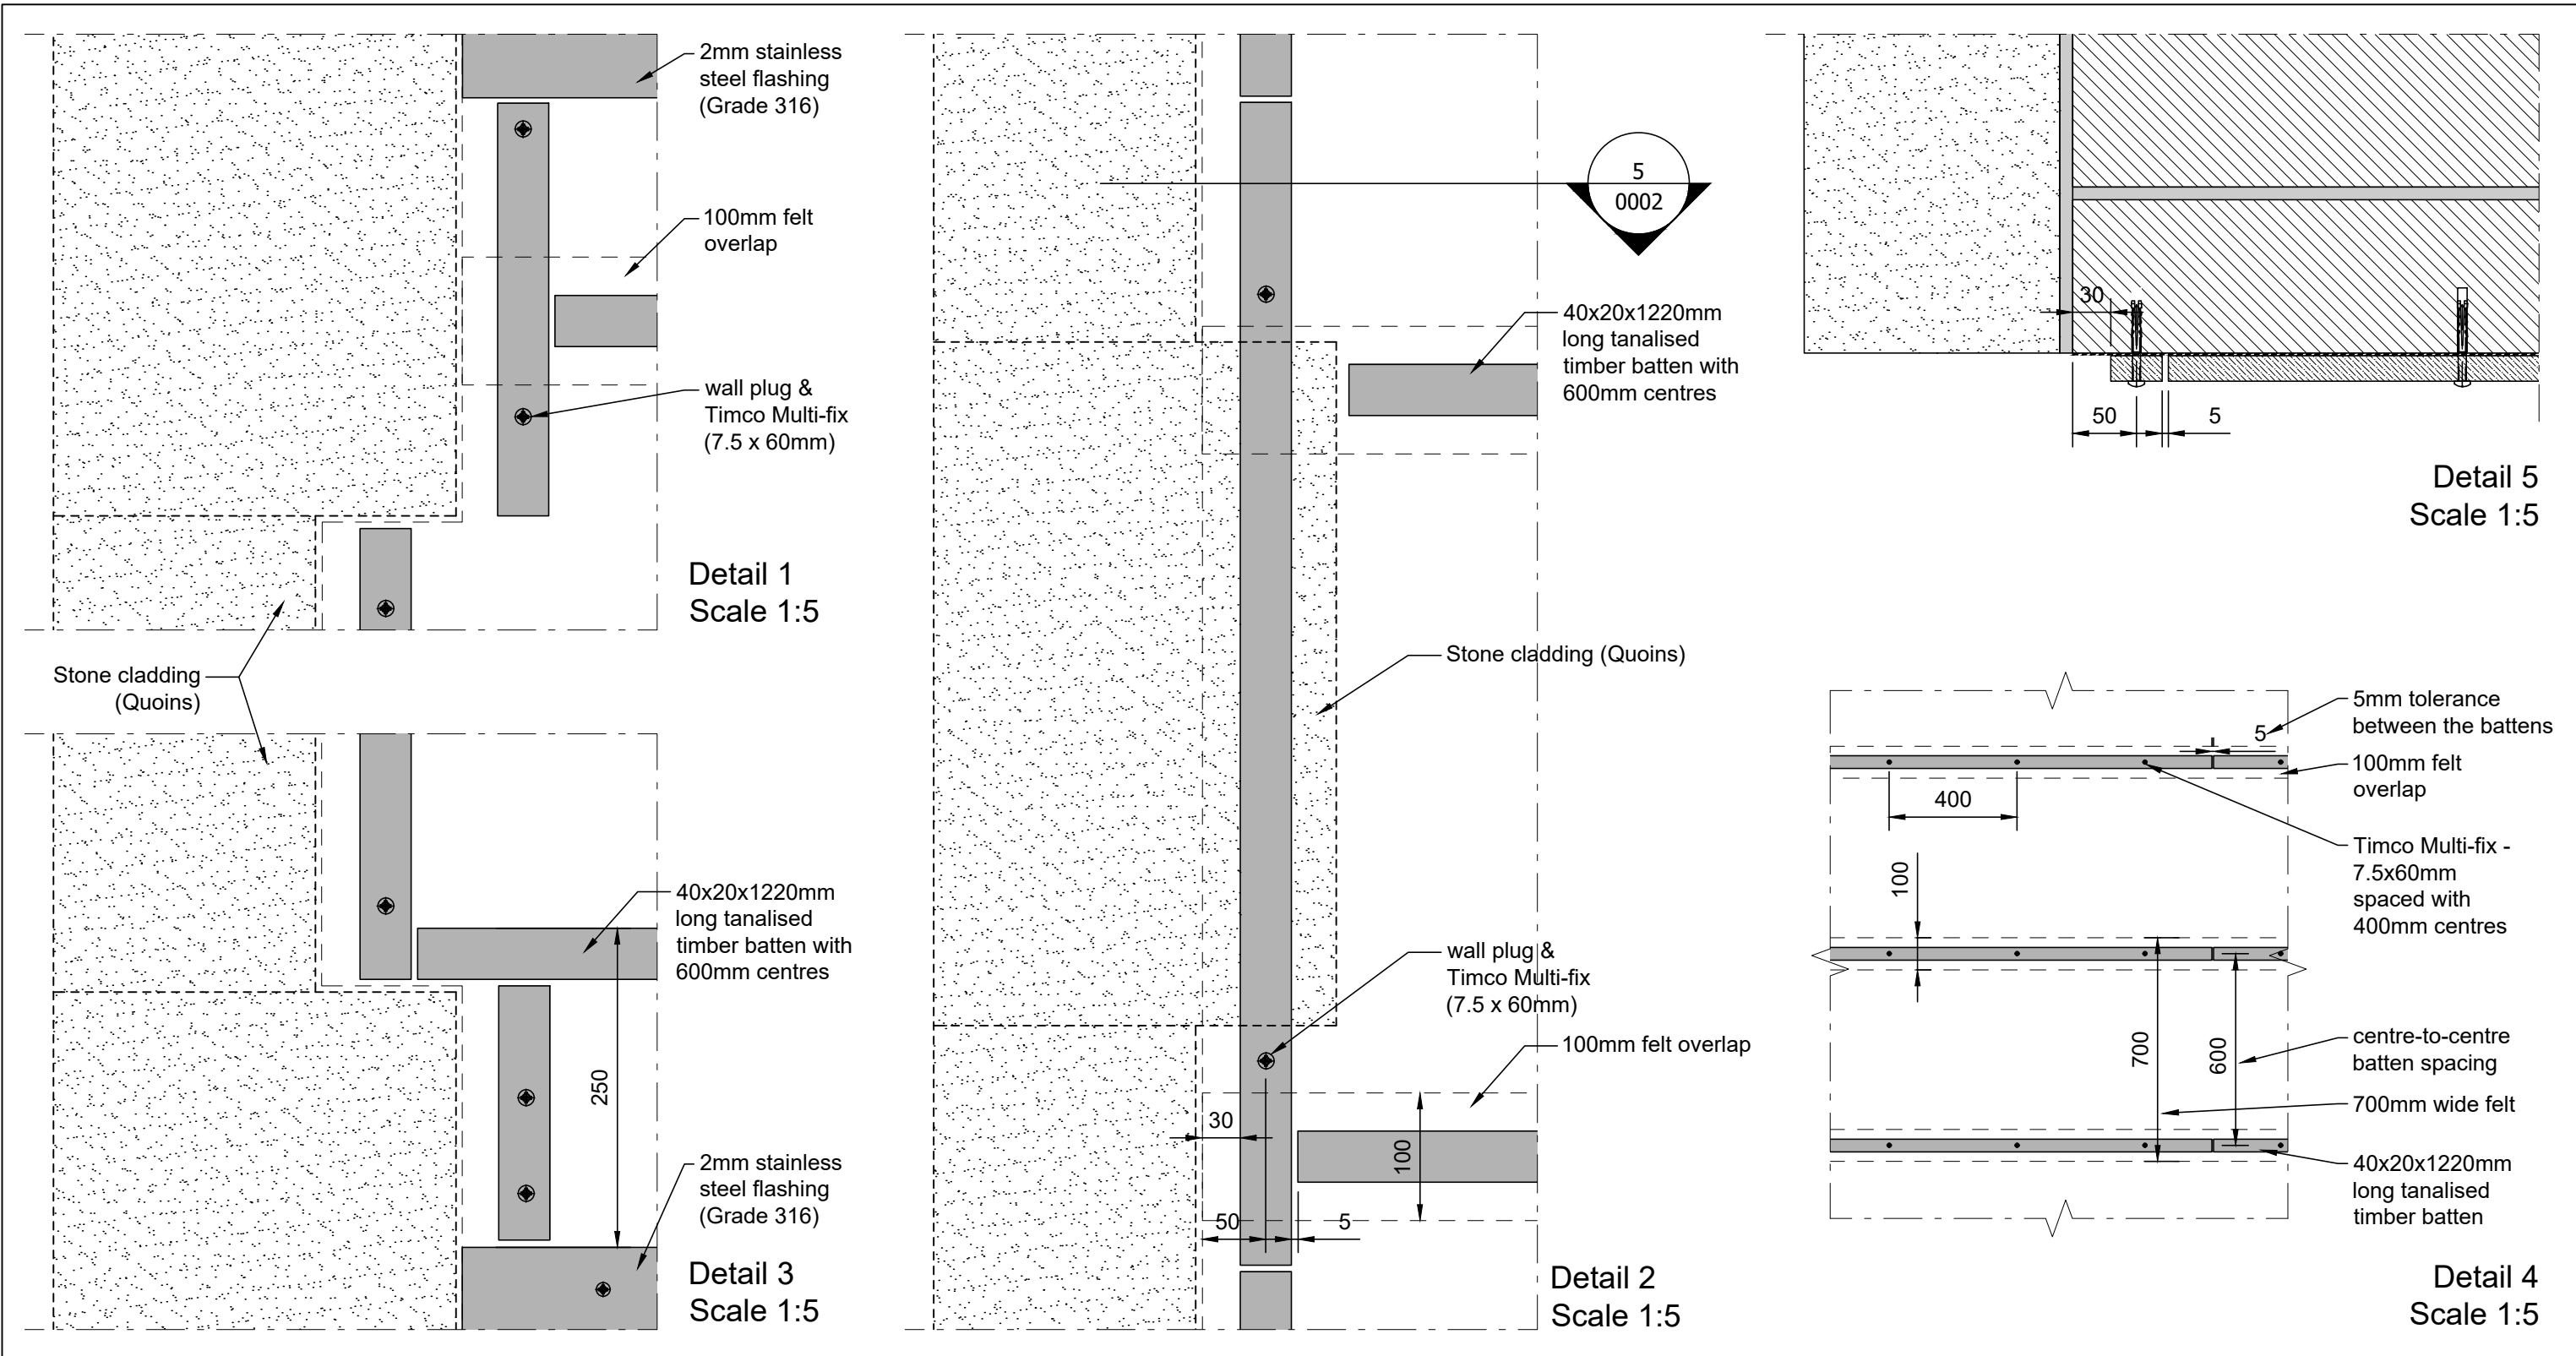 2mm stainless
steel flashing
(Grade 316)
100mm felt
overlap
wall plug &
Timco Multi-fix
(7.5 x 60mm)
Detail 1
Scale 1:5
Stone cladding
(Quoins)
40x20x1220mm
long tanalised
timber batten with
600mm centres
250
2mm stainless
steel flashing
(Grade 316)
Detail 3
Scale 1:5
5
0002
40x20x1220mm
long tanalised
timber batten with
600mm centres
Stone cladding (Quoins)
wall plug &
Timco Multi-fix
(7.5 x 60mm)
100mm felt overlap
30
100
50
5
Detail 2
Scale 1:5
30
50
5
Detail 5
Scale 1:5
5mm tolerance
between the battens
5
100mm felt
overlap
400
Timco Multi-fix -
7.5x60mm
spaced with
400mm centres
100
700
600
centre-to-centre
batten spacing
700mm wide felt
40x20x1220mm
long tanalised
timber batten
Detail 4
Scale 1:5